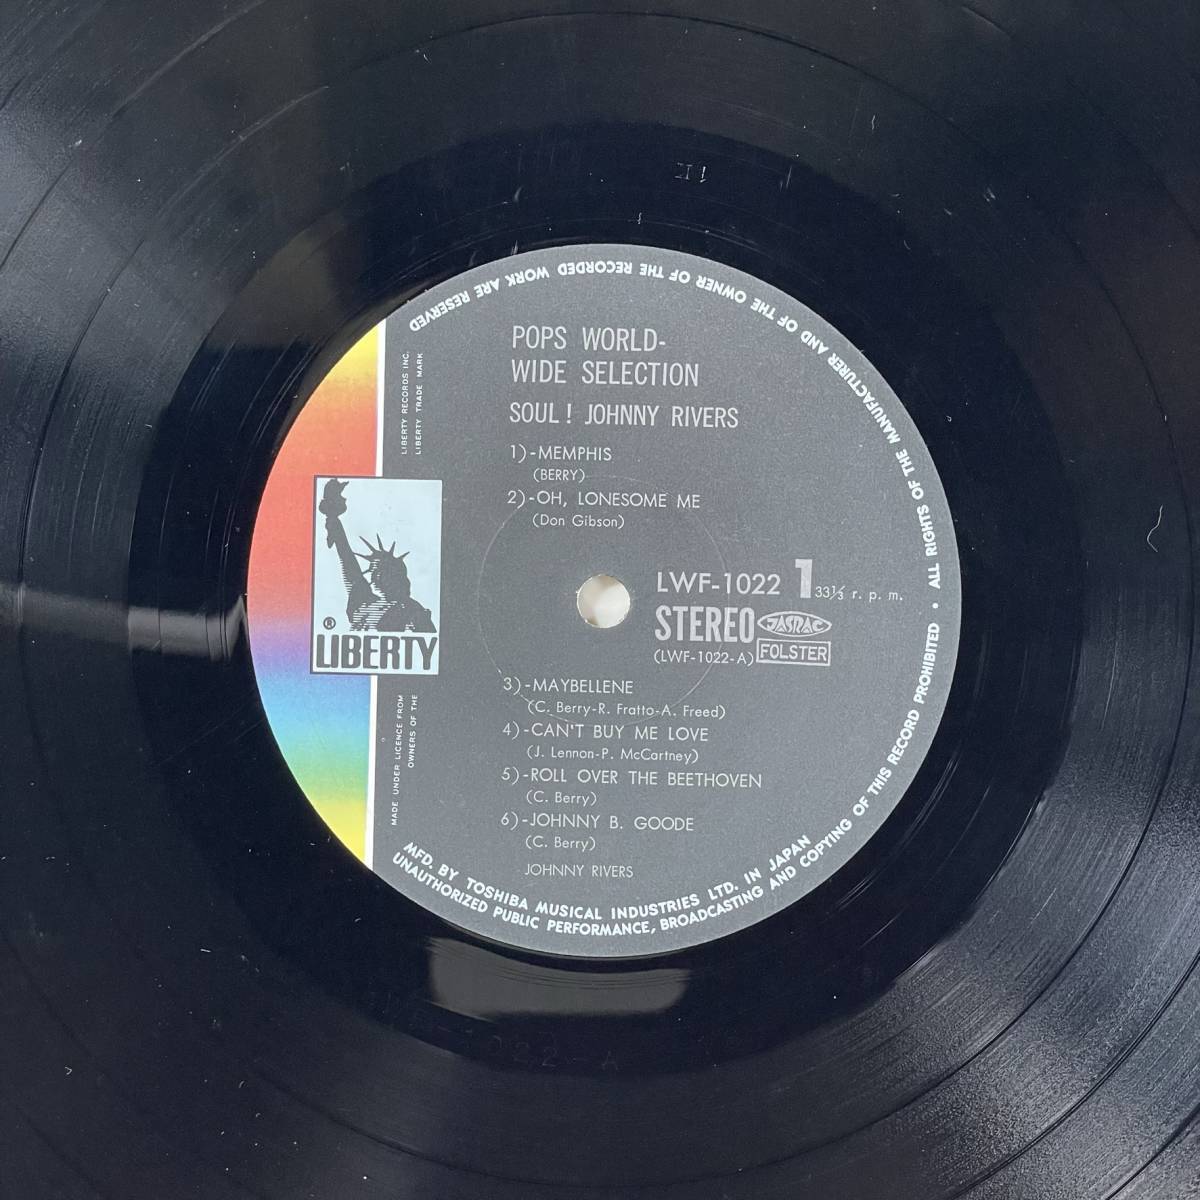 POPS WORLD-
WIDE SELECTION
SOUL! JOHNNY RIVERS
1)-MEMPHIS
(BERRY)
2)-OH, LONESOME ME
(Don Gibson)
LWF-1022 1 33⅓ r. p. m.
STEREO JASRAC
(LWF-1022-A) FOLSTER
3)-MAYBELLENE
(C. Berry-R. Fratto-A. Freed)
4)-CAN'T BUY ME LOVE
(J. Lennon-P. McCartney)
5)-ROLL OVER THE BEETHOVEN
(C. Berry)
6)-JOHNNY B. GOODE
(C. Berry)
JOHNNY RIVERS
® LIBERTY
LIBERTY RECORDS INC.
LIBERTY TRADE MARK
MADE UNDER LICENCE FROM
OWNERS OF THE
MFD. BY TOSHIBA MUSICAL INDUSTRIES LTD. IN JAPAN
UNAUTHORIZED PUBLIC PERFORMANCE, BROADCASTING AND COPYING OF THIS RECORD PROHIBITED • ALL RIGHTS OF THE MANUFACTURER AND OF THE OWNER OF THE RECORDED WORK ARE RESERVED